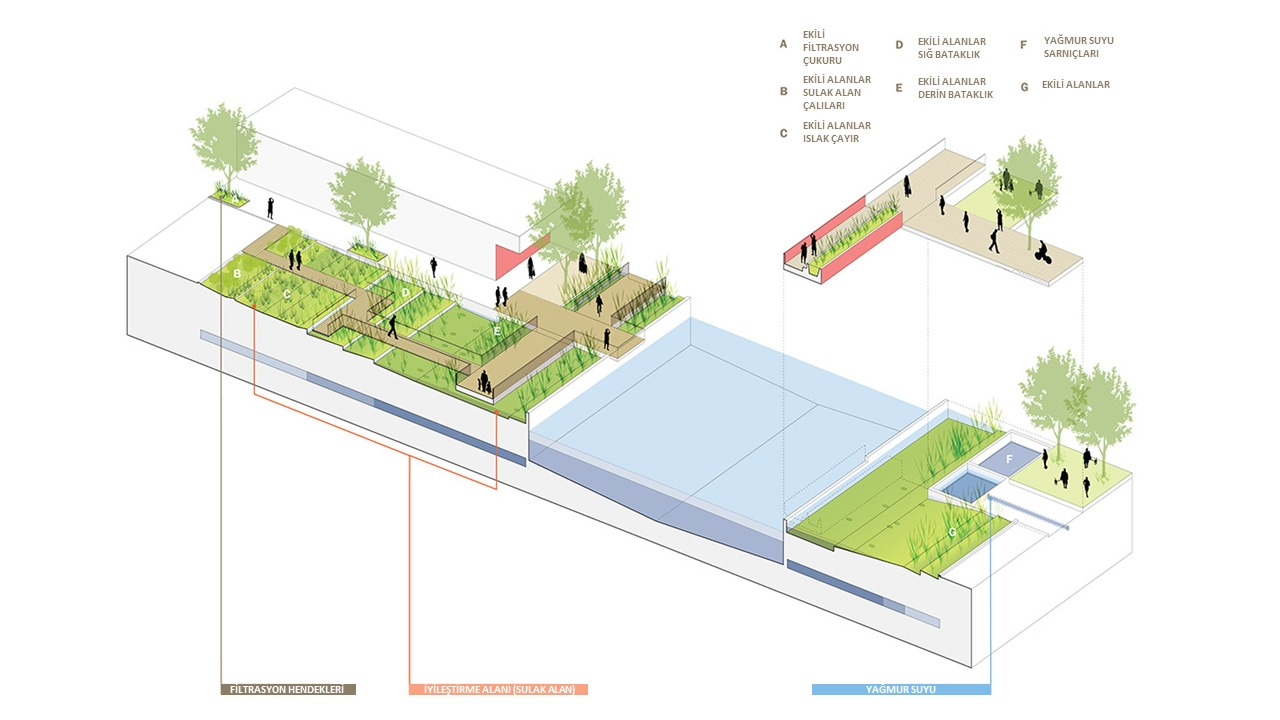 A EKİLİ
FİLTRASYON
ÇUKURU
B EKİLİ ALANLAR
SULAK ALAN
ÇALILARI
C EKİLİ ALANLAR
ISLAK ÇAYIR
D EKİLİ ALANLAR
SIĞ BATAKLIK
E EKİLİ ALANLAR
DERİN BATAKLIK
F YAĞMUR SUYU
SARNIÇLARI
G EKİLİ ALANLAR
A
B
C
D
E
F
G
FİLTRASYON HENDEKLERİ
İYİLEŞTİRME ALANI (SULAK ALAN)
YAĞMUR SUYU